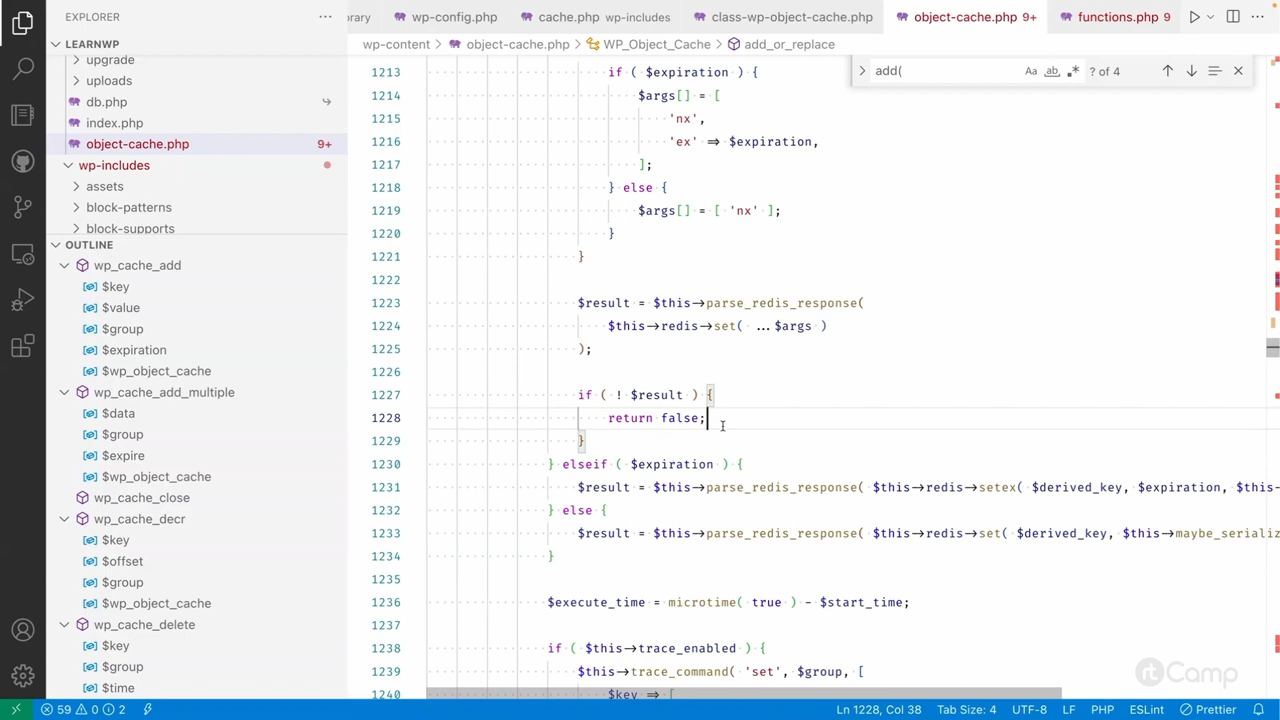 EXPLORER
LEARNWP
upgrade
uploads
db.php
index.php
object-cache.php 9+
wp-includes
assets
block-patterns
block-supports
OUTLINE
wp_cache_add
$key
$value
$group
$expiration
$wp_object_cache
wp_cache_add_multiple
$data
$group
$expire
$wp_object_cache
wp_cache_close
wp_cache_decr
$key
$offset
$group
$wp_object_cache
wp_cache_delete
$key
$group
$time
ibrary wp-config.php cache.php wp-includes class-wp-object-cache.php object-cache.php 9+ functions.php 9
wp-content > object-cache.php > WP_Object_Cache > add_or_replace
add( Aa ab ? of 4
1213 if ( $expiration ) {
1214 $args[] = [
1215 'nx',
1216 'ex' => $expiration,
1217 ];
1218 } else {
1219 $args[] = [ 'nx' ];
1220 }
1221 }
1222
1223 $result = $this->parse_redis_response(
1224 $this->redis->set( ...$args )
1225 );
1226
1227 if ( ! $result ) {
1228 return false;
1229 }
1230 } elseif ( $expiration ) {
1231 $result = $this->parse_redis_response( $this->redis->setex( $derived_key, $expiration, $this-
1232 } else {
1233 $result = $this->parse_redis_response( $this->redis->set( $derived_key, $this->maybe_serializ
1234 }
1235
1236 $execute_time = microtime( true ) - $start_time;
1237
1238 if ( $this->trace_enabled ) {
1239 $this->trace_command( 'set', $group, [
1240 $key => [
rtCamp
59 0 2 Ln 1228, Col 38 Tab Size: 4 UTF-8 LF PHP ESLint Prettier